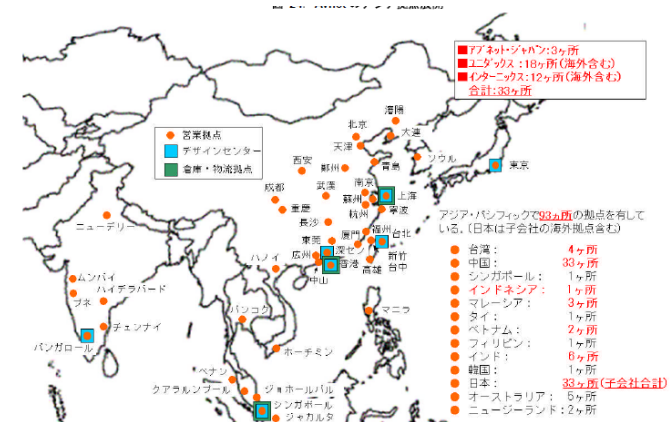 ■アブネット・ジャパン:3ヶ所
■ユニダックス:18ヶ所(海外含む)
■インターニックス:12ヶ所(海外含む)
合計:33ヶ所
営業拠点
デザインセンター
倉庫・物流拠点
瀋陽
北京
大連
天津
ソウル
東京
青島
西安
鄭州
成都
武漢
南京
蘇州
上海
重慶
杭州
寧波
長沙
福州
台北
厦門
東莞
広州
深セン
新竹
台中
香港
高雄
中山
ハノイ
ニューデリー
ムンバイ
プネ
ハイデラバード
チェンナイ
バンガロール
バンコク
マニラ
ホーチミン
ペナン
クアラルンプール
ジョホールバル
シンガポール
ジャカルタ
アジア・パシフィックで93ヵ所の拠点を有して
いる。(日本は子会社の海外拠点含む)
台湾: 4ヶ所
中国: 33ヶ所
シンガポール: 1ヶ所
インドネシア: 1ヶ所
マレーシア: 3ヶ所
タイ: 1ヶ所
ベトナム: 2ヶ所
フィリピン: 1ヶ所
インド: 6ヶ所
韓国: 1ヶ所
日本: 33ヶ所(子会社合計)
オーストラリア: 5ヶ所
ニュージーランド:2ヶ所